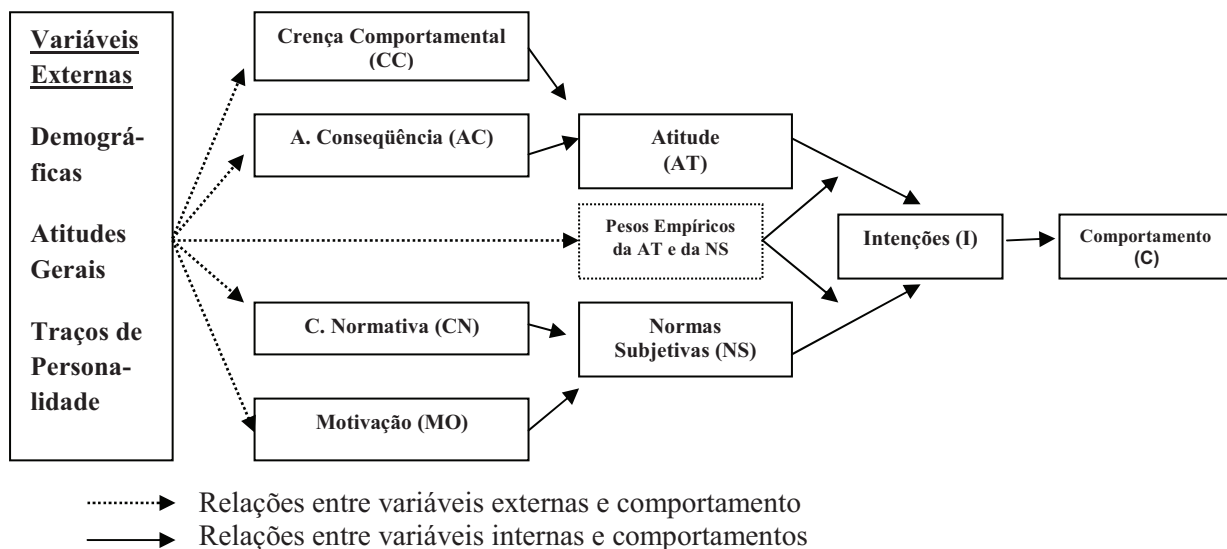 Variáveis
Externas
Demográ-
ficas
Atitudes
Gerais
Traços de
Persona-
lidade
Crença Comportamental
(CC)
A. Conseqüência (AC)
C. Normativa (CN)
Motivação (MO)
Atitude
(AT)
Pesos Empíricos
da AT e da NS
Normas
Subjetivas (NS)
Intenções (I)
Comportamento
(C)
Relações entre variáveis externas e comportamento
Relações entre variáveis internas e comportamentos